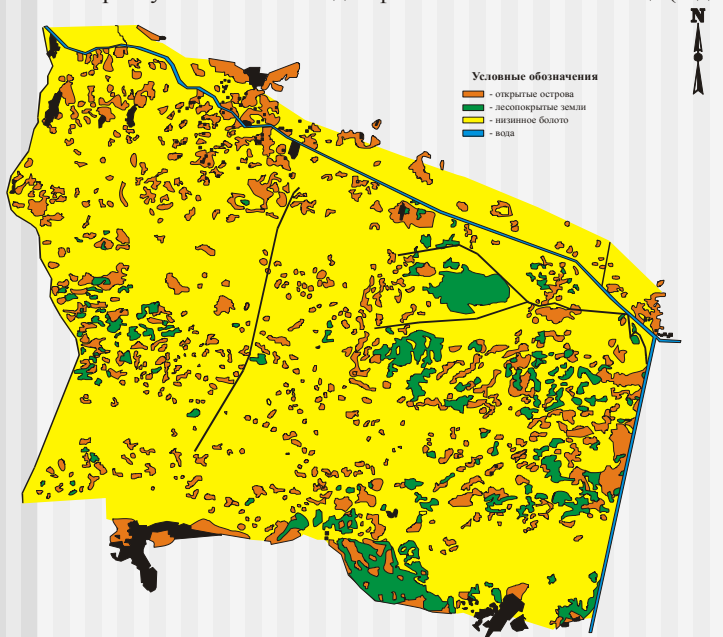 N
Условные обозначения
- открытые острова
- лесопокрытые земли
- низинное болото
- вода